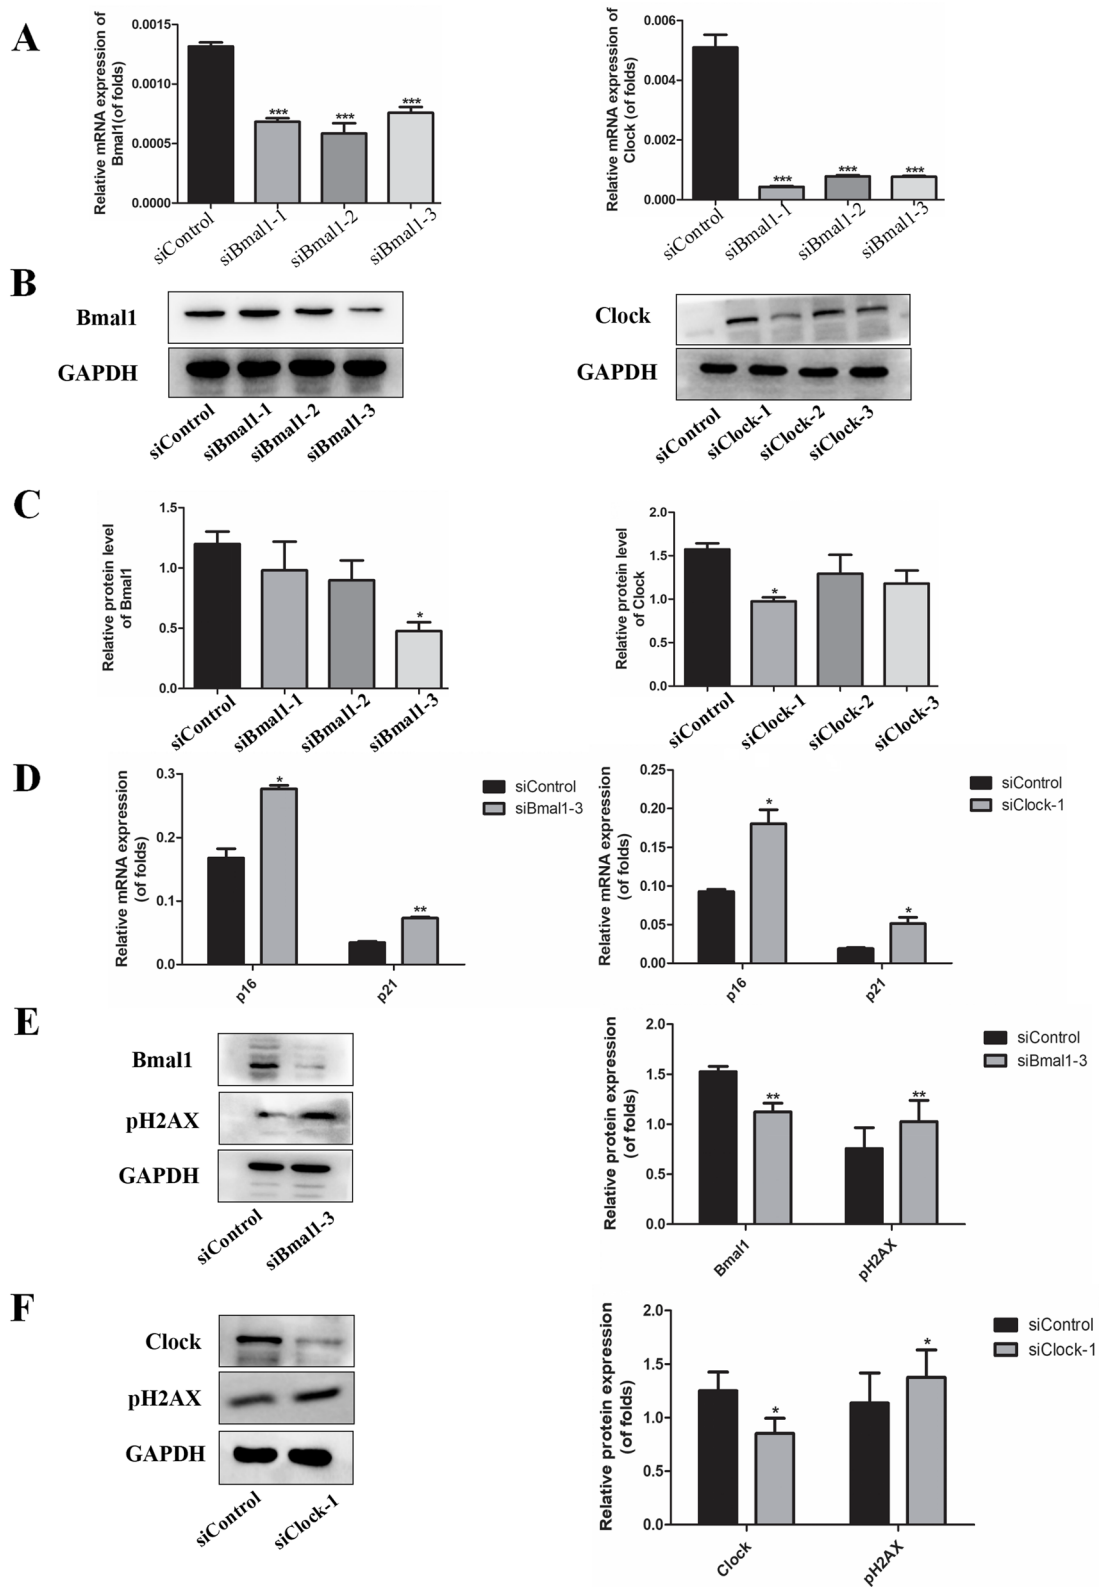 A
Relative mRNA expression of
Bmal1(of folds)
0.0015
0.0010
0.0005
0.0000
***
***
***
siControl
siBmal1-1
siBmal1-2
siBmal1-3
Relative mRNA expression of
Clock (of folds)
0.006
0.004
0.002
0.000
***
***
***
siControl
siBmal1-1
siBmal1-2
siBmal1-3
B
Bmal1
GAPDH
siControl
siBmal1-1
siBmal1-2
siBmal1-3
Clock
GAPDH
siControl
siClock-1
siClock-2
siClock-3
C
Relative protein level
of Bmal1
1.5
1.0
0.5
0.0
*
siControl
siBmal1-1
siBmal1-2
siBmal1-3
Relative protein level
of Clock
2.0
1.5
1.0
0.5
0.0
*
siControl
siClock-1
siClock-2
siClock-3
D
Relative mRNA expression
(of folds)
0.3
0.2
0.1
0.0
*
**
p16
p21
siControl
siBmal1-3
Relative mRNA expression
(of folds)
0.25
0.20
0.15
0.10
0.05
0.00
*
*
p16
p21
siControl
siClock-1
E
Bmal1
pH2AX
GAPDH
siControl
siBmal1-3
Relative protein expression
(of folds)
2.0
1.5
1.0
0.5
0.0
**
**
Bmal1
pH2AX
siControl
siBmal1-3
F
Clock
pH2AX
GAPDH
siControl
siClock-1
Relative protein expression
(of folds)
2.0
1.5
1.0
0.5
0.0
*
*
Clock
pH2AX
siControl
siClock-1